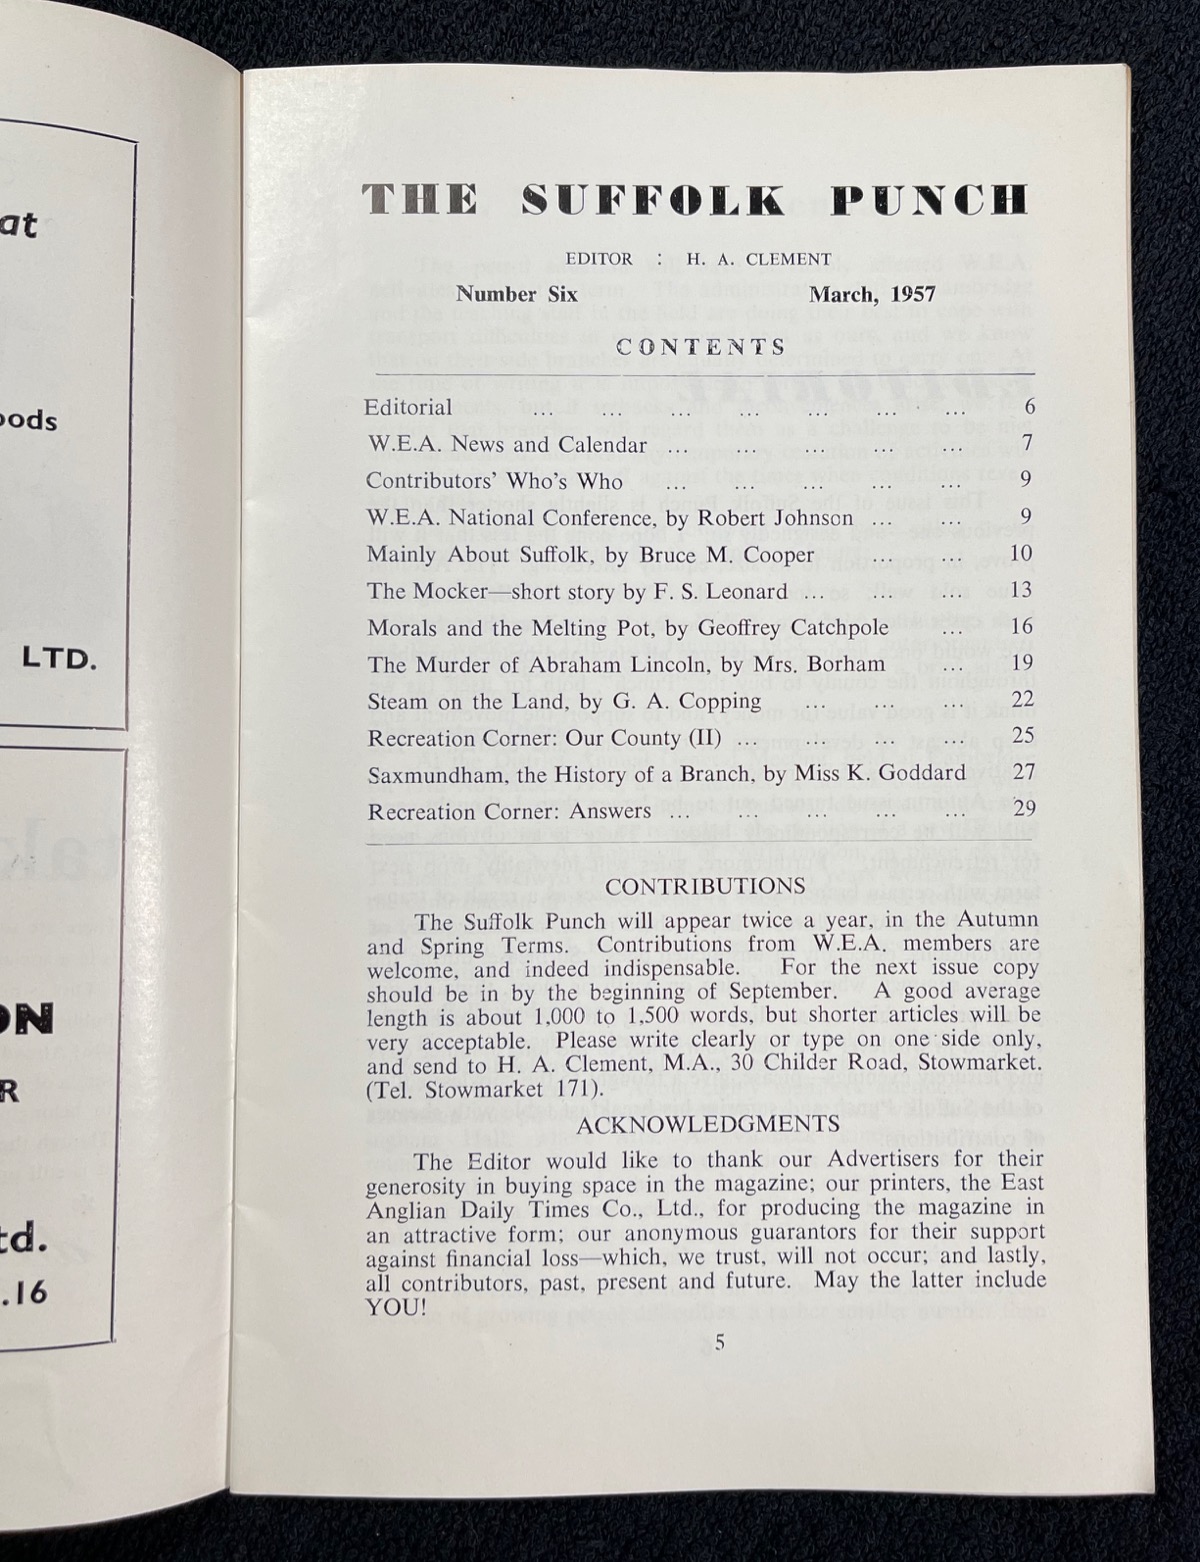 at
oods
LTD.
ON
R
td.
.16
THE SUFFOLK PUNCH
EDITOR : H. A. CLEMENT
Number Six March, 1957
CONTENTS
Editorial ... ... ... ... ... ... ... 6
W.E.A. News and Calendar ... ... ... ... ... 7
Contributors' Who's Who ... ... ... ... ... 9
W.E.A. National Conference, by Robert Johnson ... ... 9
Mainly About Suffolk, by Bruce M. Cooper ... ... 10
The Mocker—short story by F. S. Leonard ... ... ... 13
Morals and the Melting Pot, by Geoffrey Catchpole ... 16
The Murder of Abraham Lincoln, by Mrs. Borham ... 19
Steam on the Land, by G. A. Copping ... ... ... 22
Recreation Corner: Our County (II) ... ... ... ... 25
Saxmundham, the History of a Branch, by Miss K. Goddard 27
Recreation Corner: Answers ... ... ... ... ... 29
CONTRIBUTIONS
The Suffolk Punch will appear twice a year, in the Autumn
and Spring Terms. Contributions from W.E.A. members are
welcome, and indeed indispensable. For the next issue copy
should be in by the beginning of September. A good average
length is about 1,000 to 1,500 words, but shorter articles will be
very acceptable. Please write clearly or type on one side only,
and send to H. A. Clement, M.A., 30 Childer Road, Stowmarket.
(Tel. Stowmarket 171).
ACKNOWLEDGMENTS
The Editor would like to thank our Advertisers for their
generosity in buying space in the magazine; our printers, the East
Anglian Daily Times Co., Ltd., for producing the magazine in
an attractive form; our anonymous guarantors for their support
against financial loss—which, we trust, will not occur; and lastly,
all contributors, past, present and future. May the latter include
YOU!
5